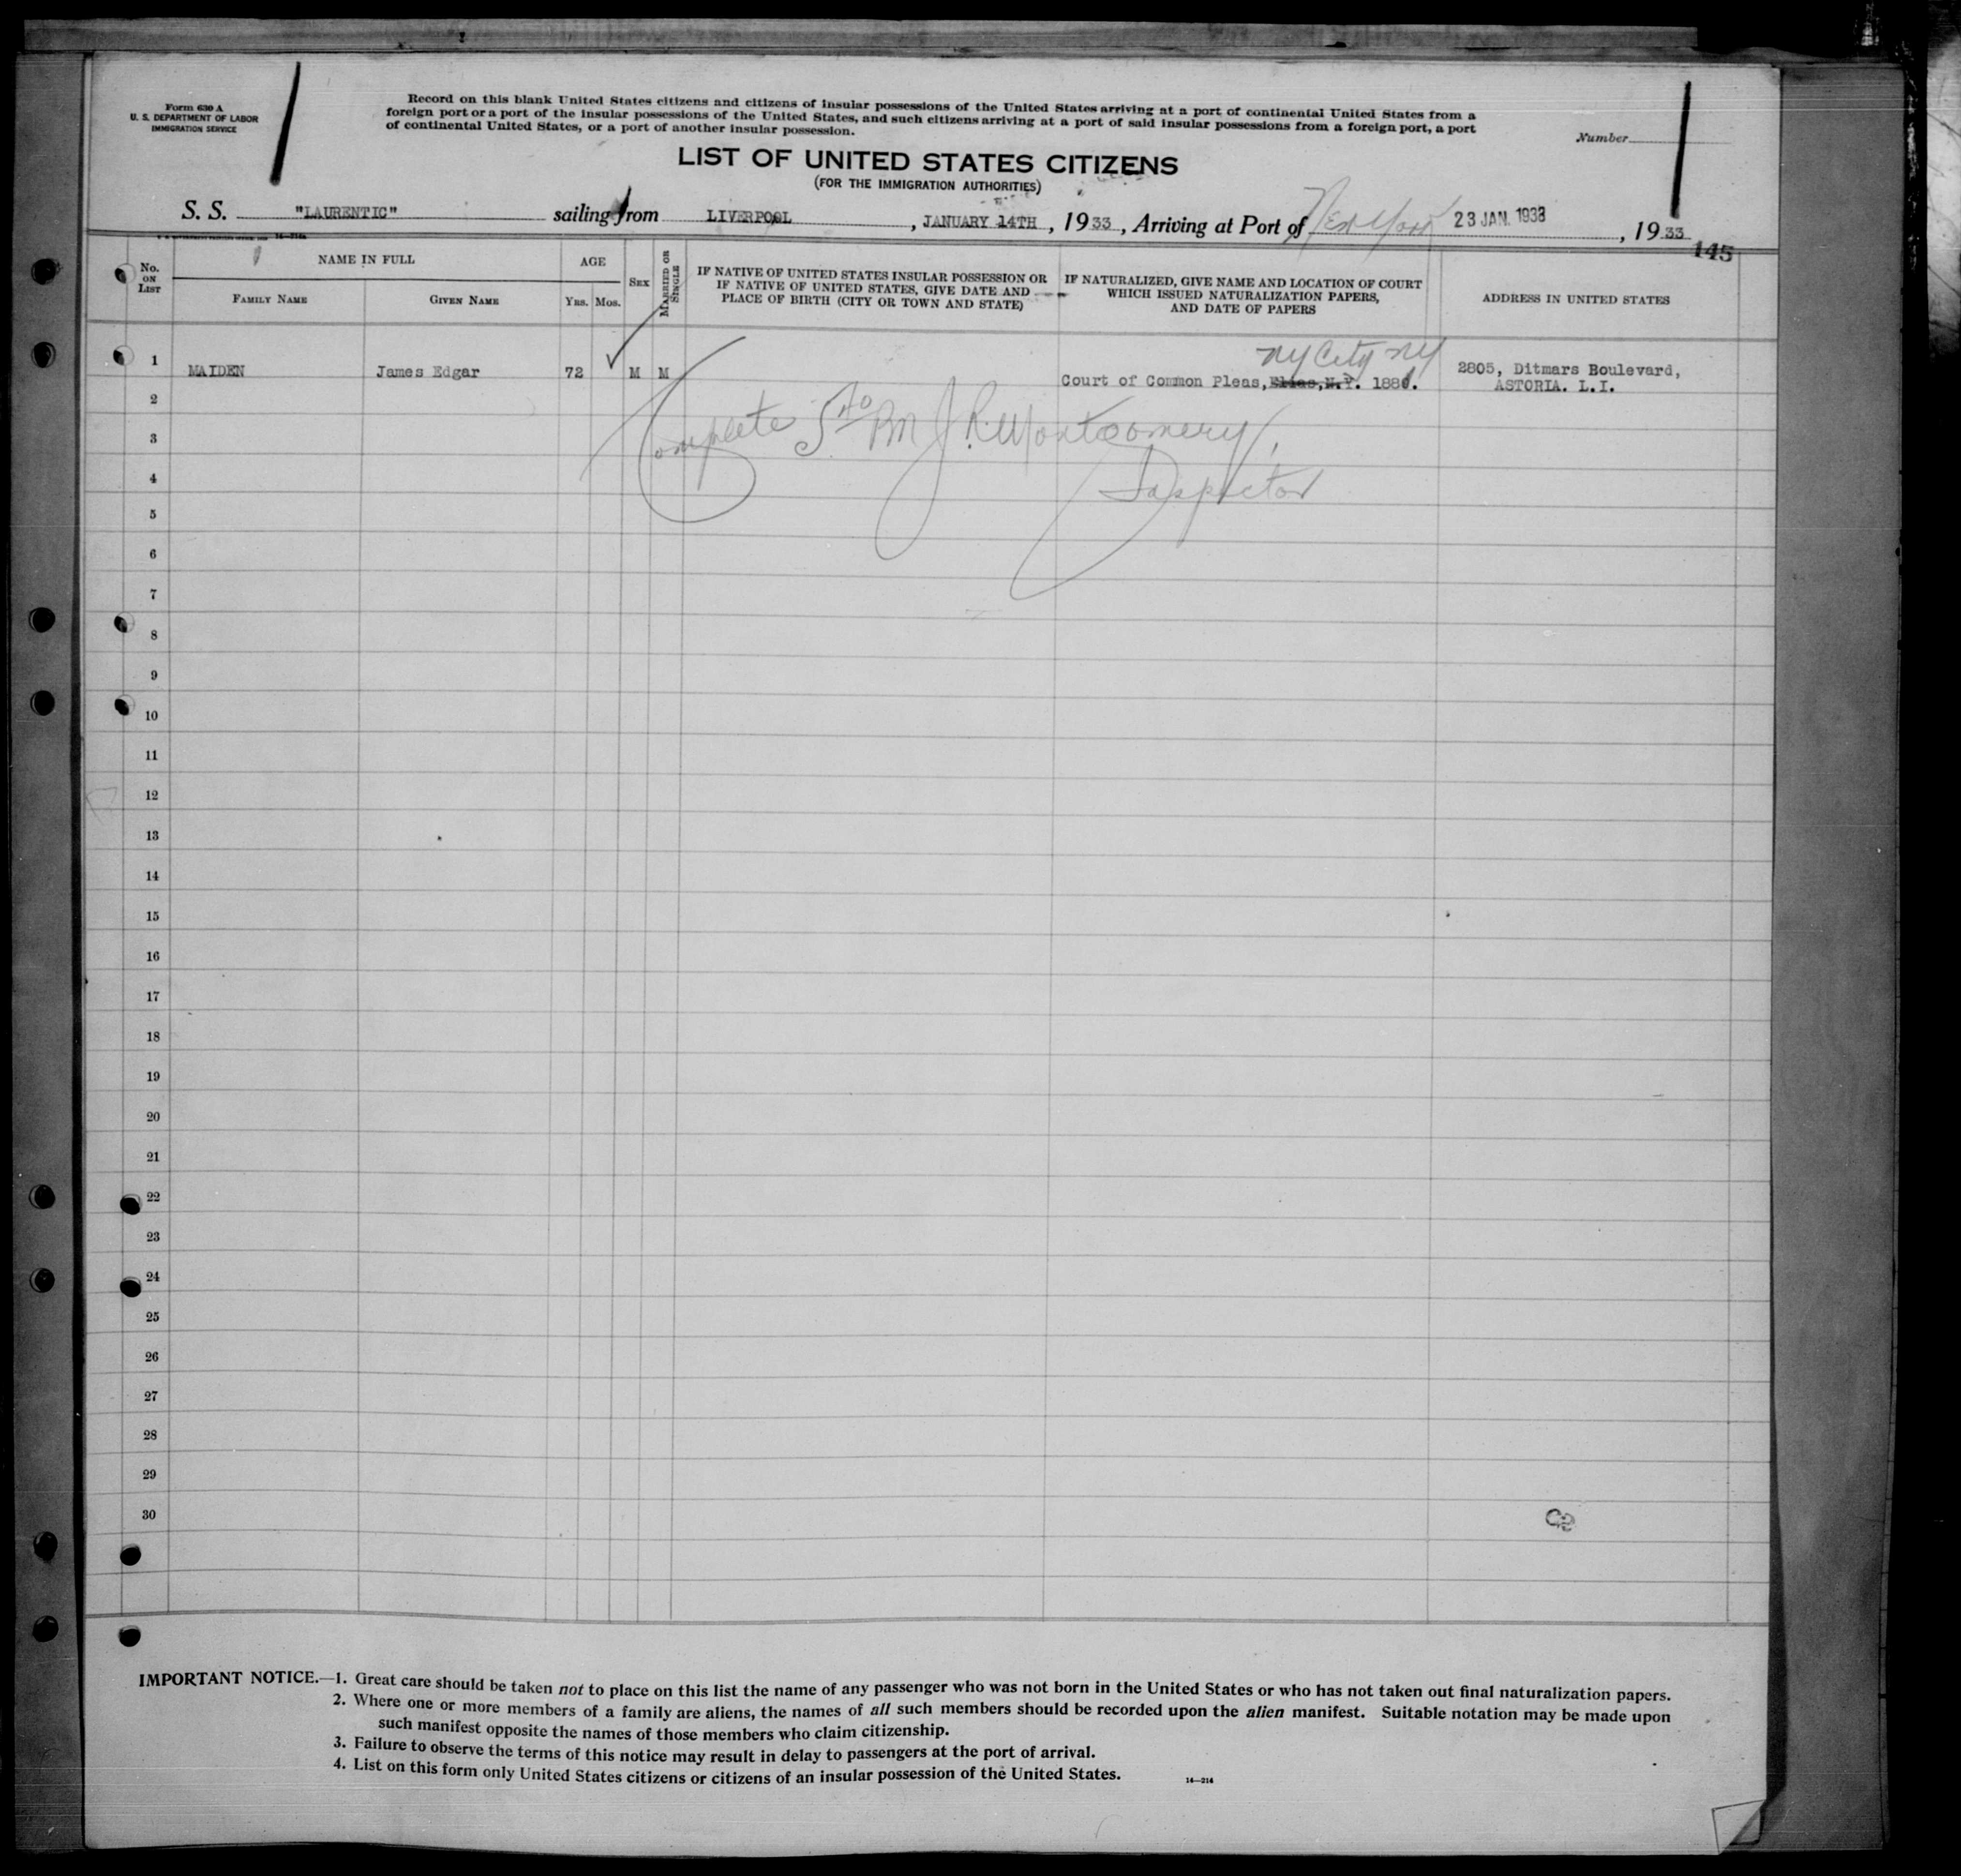 Form 630 A
U. S. DEPARTMENT OF LABOR
IMMIGRATION SERVICE
Record on this blank United States citizens and citizens of insular possessions of the United States arriving at a port of continental United States from a
foreign port or a port of the insular possessions of the United States, and such citizens arriving at a port of said insular possessions from a foreign port, a port
of continental United States, or a port of another insular possession.
Number
LIST OF UNITED STATES CITIZENS
(FOR THE IMMIGRATION AUTHORITIES)
S. S. "LAURENTIC" sailing from LIVERPOOL, JANUARY 14TH, 1933, Arriving at Port of New York 23 JAN. 1933, 1933
145
No. ON LIST
NAME IN FULL
FAMILY NAME
GIVEN NAME
AGE
YRS. MOS.
SEX
MARRIED OR SINGLE
IF NATIVE OF UNITED STATES INSULAR POSSESSION OR
IF NATIVE OF UNITED STATES, GIVE DATE AND
PLACE OF BIRTH (CITY OR TOWN AND STATE)
IF NATURALIZED, GIVE NAME AND LOCATION OF COURT
WHICH ISSUED NATURALIZATION PAPERS,
AND DATE OF PAPERS
ADDRESS IN UNITED STATES
NY City NY
1 MAIDEN James Edgar 72 M M Court of Common Pleas, N.Y. 1881. 2805, Ditmars Boulevard,
ASTORIA. L.I.
Complete J. R. Montgomery,
Inspector
2
3
4
5
6
7
8
9
10
11
12
13
14
15
16
17
18
19
20
21
22
23
24
25
26
27
28
29
30
IMPORTANT NOTICE.—1. Great care should be taken not to place on this list the name of any passenger who was not born in the United States or who has not taken out final naturalization papers.
2. Where one or more members of a family are aliens, the names of all such members should be recorded upon the alien manifest. Suitable notation may be made upon
such manifest opposite the names of those members who claim citizenship.
3. Failure to observe the terms of this notice may result in delay to passengers at the port of arrival.
4. List on this form only United States citizens or citizens of an insular possession of the United States.
14—214